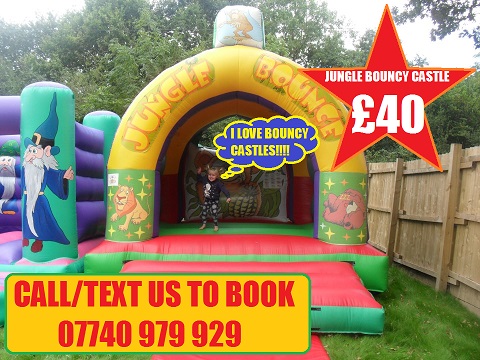 JUNGLE BOUNCE
JUNGLE BOUNCY CASTLE
£40
I LOVE BOUNCY
CASTLES!!!!
CALL/TEXT US TO BOOK
07740 979 929